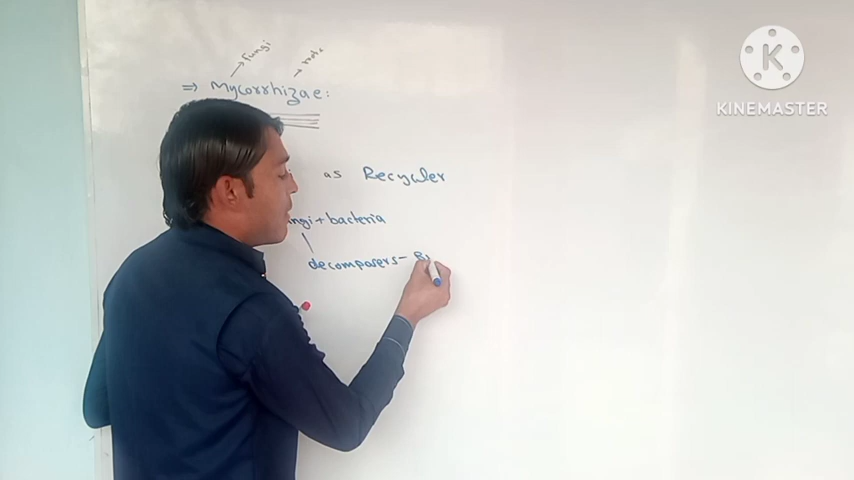 fungi roots
⇒ Mycorrhizae:
as Recycler
ngi + bacteria
decomposers -
K
KINEMASTER